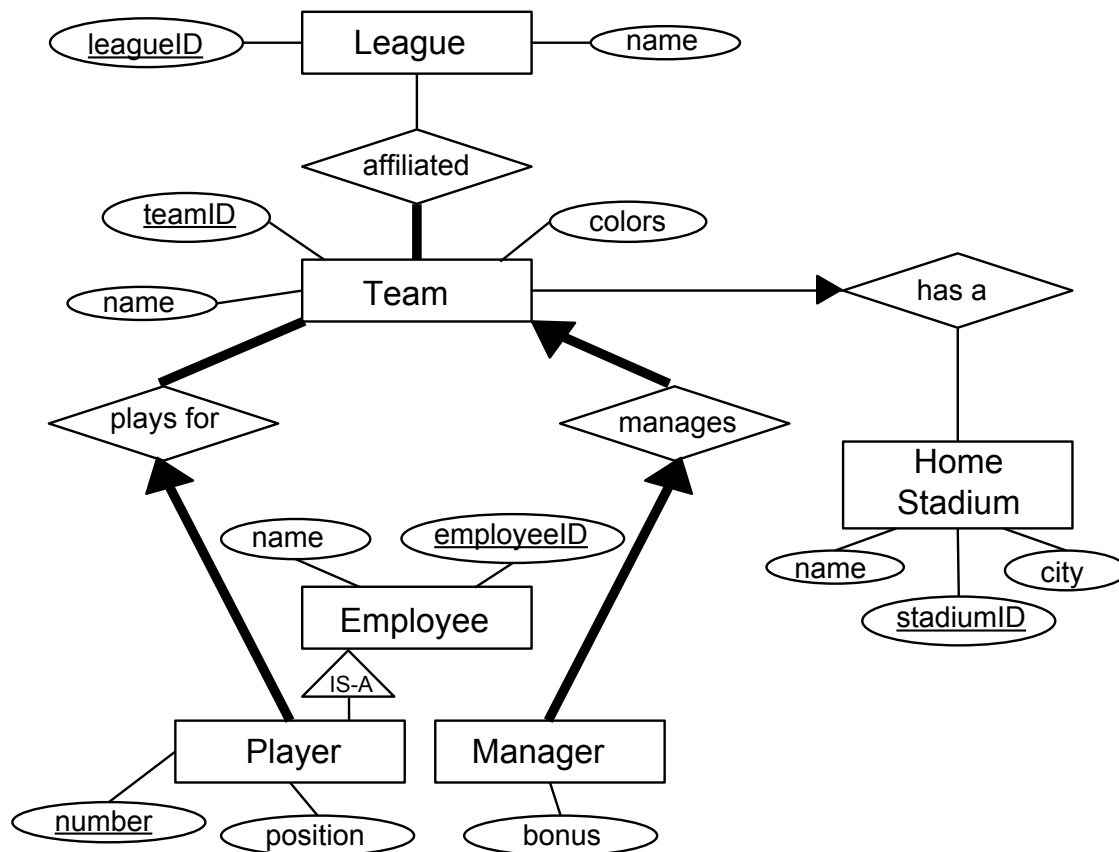 leagueID
League
name
affiliated
teamID
colors
name
Team
has a
plays for
manages
Home
Stadium
name
employeeID
name
city
Employee
stadiumID
IS-A
Player
Manager
number
position
bonus